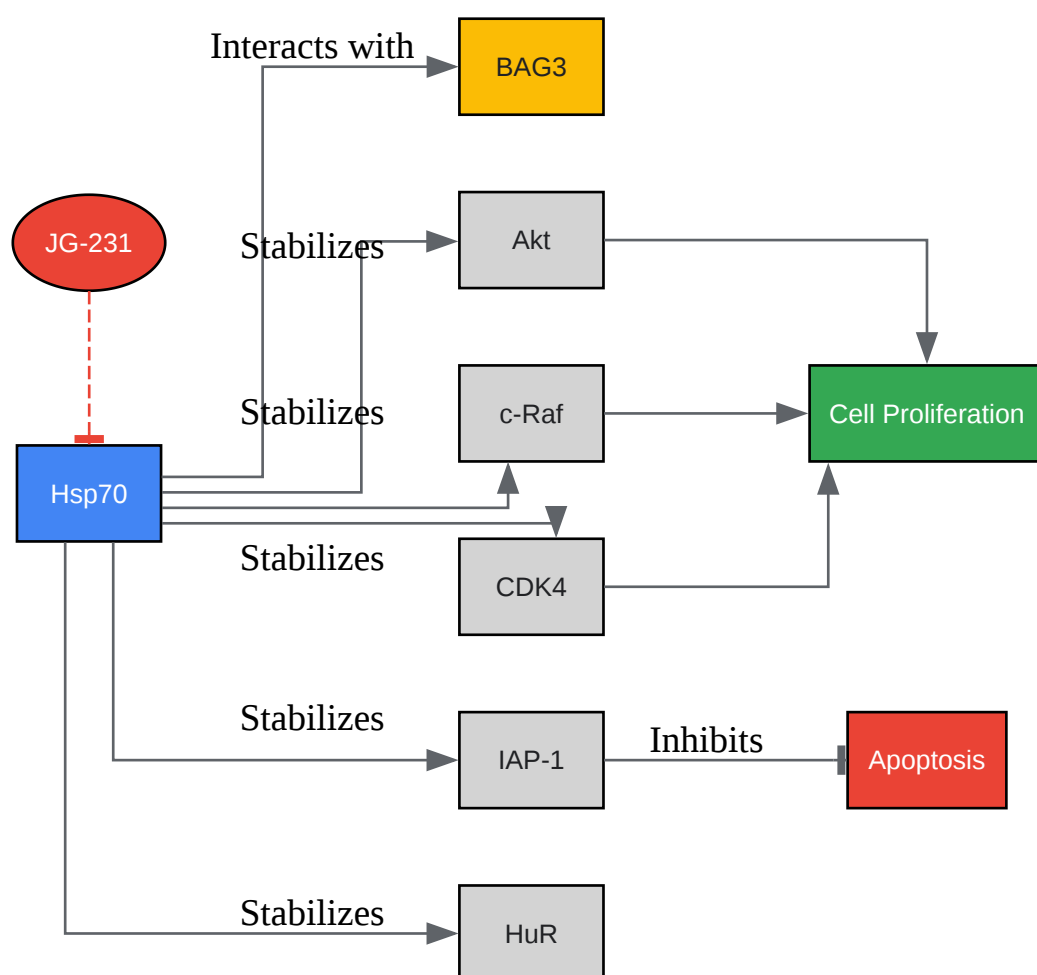 Interacts with
BAG3
JG-231
Stabilizes
Akt
Stabilizes
c-Raf
Cell Proliferation
Hsp70
Stabilizes
CDK4
Stabilizes
Inhibits
IAP-1
Apoptosis
Stabilizes
HuR